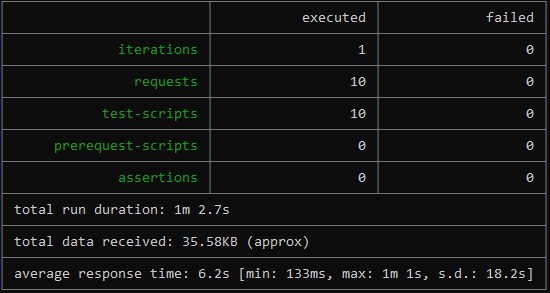 executed failed
iterations 1 0
requests 10 0
test-scripts 10 0
prerequest-scripts 0 0
assertions 0 0
total run duration: 1m 2.7s
total data received: 35.58KB (approx)
average response time: 6.2s [min: 133ms, max: 1m 1s, s.d.: 18.2s]